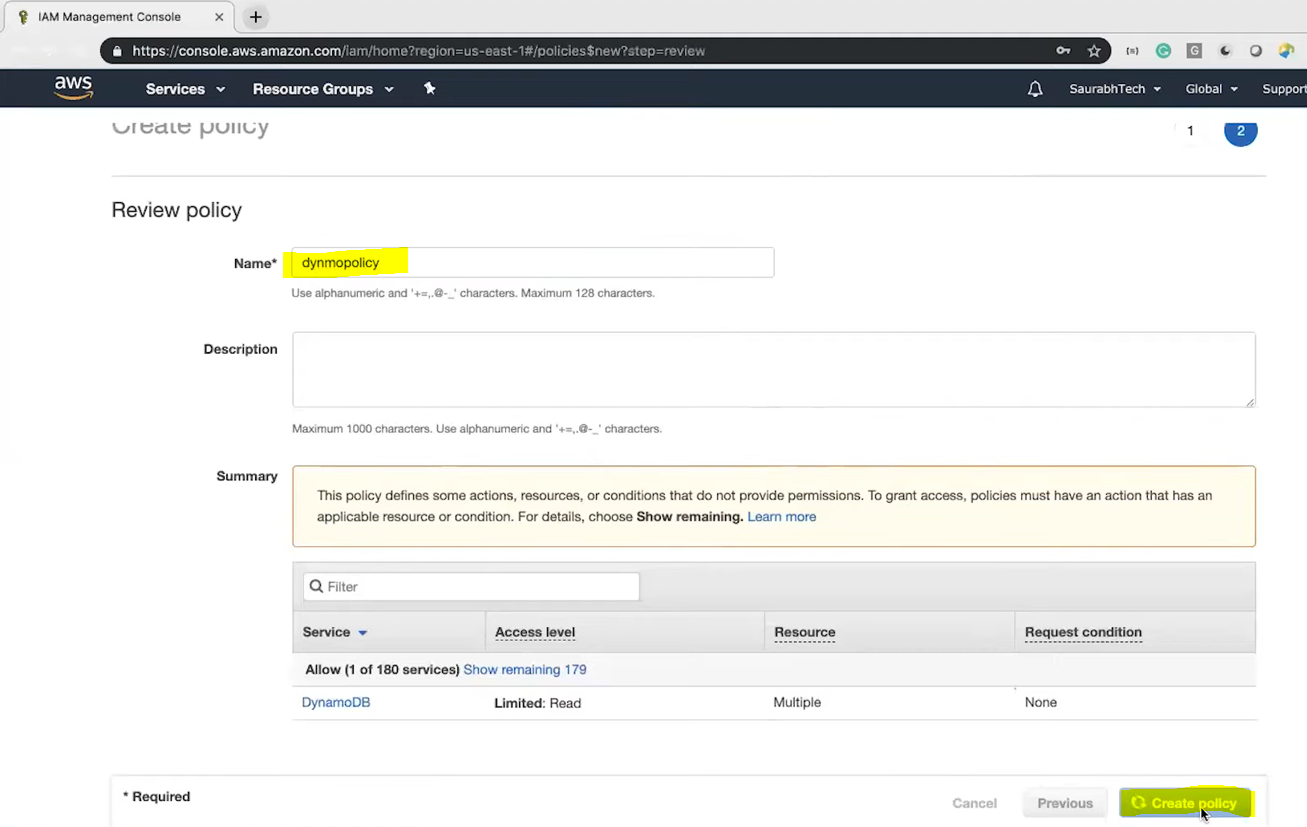 IAM Management Console
https://console.aws.amazon.com/iam/home?region=us-east-1#/policies$new?step=review
aws Services Resource Groups SaurabhTech Global Support
Create policy 1 2
Review policy
Name* dynmopolicy
Use alphanumeric and '+=,.@-_' characters. Maximum 128 characters.
Description
Maximum 1000 characters. Use alphanumeric and '+=,.@-_' characters.
Summary
This policy defines some actions, resources, or conditions that do not provide permissions. To grant access, policies must have an action that has an
applicable resource or condition. For details, choose Show remaining. Learn more
Filter
Service Access level Resource Request condition
Allow (1 of 180 services) Show remaining 179
DynamoDB Limited: Read Multiple None
* Required Cancel Previous Create policy